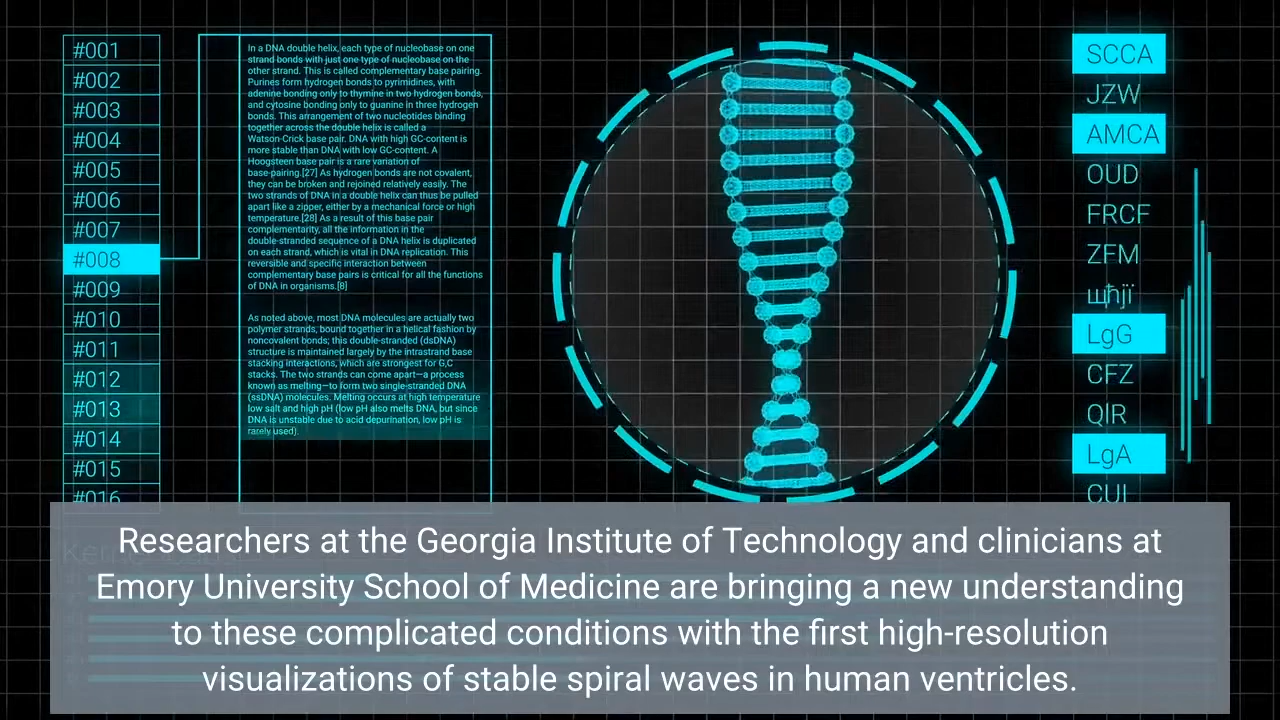 #001
#002
#003
#004
#005
#006
#007
#008
#009
#010
#011
#012
#013
#014
#015
#016
In a DNA double helix, each type of nucleobase on one
strand bonds with just one type of nucleobase on the
other strand. This is called complementary base pairing.
Purines form hydrogen bonds to pyrimidines, with
adenine bonding only to thymine in two hydrogen bonds,
and cytosine bonding only to guanine in three hydrogen
bonds. This arrangement of two nucleotides binding
together across the double helix is called a
Watson-Crick base pair. DNA with high GC-content is
more stable than DNA with low GC-content. A
Hoogsteen base pair is a rare variation of
base-pairing.[27] As hydrogen bonds are not covalent,
they can be broken and rejoined relatively easily. The
two strands of DNA in a double helix can thus be pulled
apart like a zipper, either by a mechanical force or high
temperature.[28] As a result of this base pair
complementarity, all the information in the
double-stranded sequence of a DNA helix is duplicated
on each strand, which is vital in DNA replication. This
reversible and specific interaction between
complementary base pairs is critical for all the functions
of DNA in organisms.[8]
As noted above, most DNA molecules are actually two
polymer strands, bound together in a helical fashion by
noncovalent bonds; this double-stranded (dsDNA)
structure is maintained largely by the intrastrand base
stacking interactions, which are strongest for G,C
stacks. The two strands can come apart—a process
known as melting—to form two single-stranded DNA
(ssDNA) molecules. Melting occurs at high temperature
low salt and high pH (low pH also melts DNA, but since
DNA is unstable due to acid depurination, low pH is
rarely used).
SCCA
JZW
AMCA
OUD
FRCF
ZFM
шħjї
LgG
CFZ
QIR
LgA
CUI
Researchers at the Georgia Institute of Technology and clinicians at
Emory University School of Medicine are bringing a new understanding
to these complicated conditions with the first high-resolution
visualizations of stable spiral waves in human ventricles.